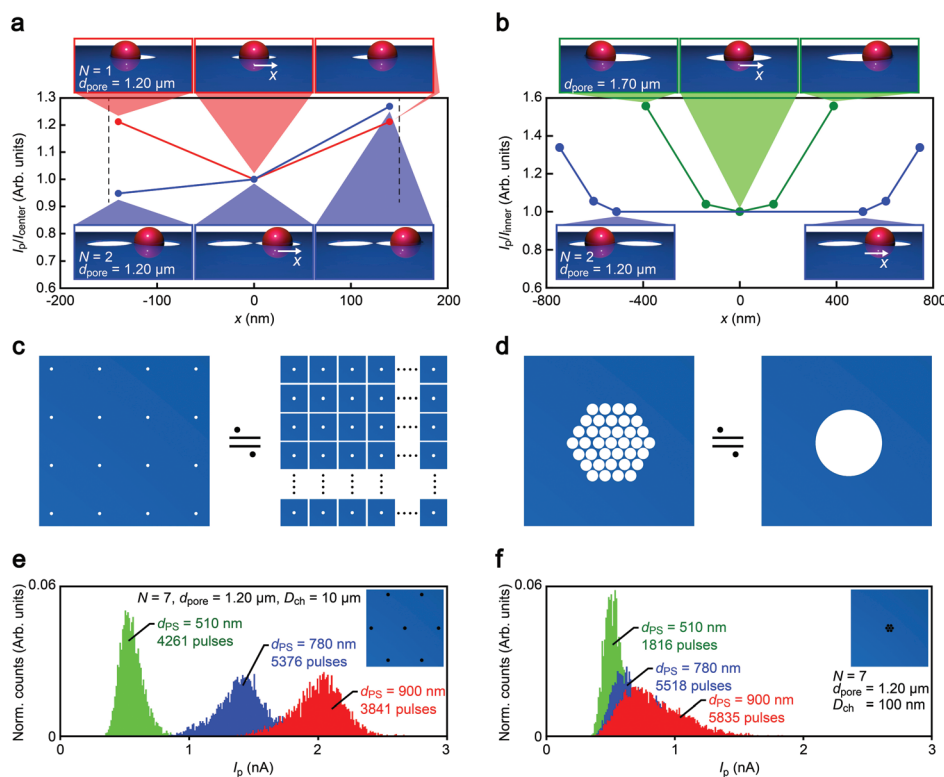 a
N = 1
d_pore = 1.20 µm
x
1.3
1.2
1.1
1.0
0.9
0.8
0.7
0.6
I_p/I_center (Arb. units)
N = 2
d_pore = 1.20 µm
x
-200
-100
0
100
200
x (nm)
b
d_pore = 1.70 µm
x
1.6
1.4
1.2
1.0
0.8
0.6
I_p/I_inner (Arb. units)
N = 2
d_pore = 1.20 µm
x
-800
-400
0
400
800
x (nm)
c
d
e
0.06
0
Norm. counts (Arb. units)
N = 7, d_pore = 1.20 µm, D_ch = 10 µm
d_PS = 510 nm
4261 pulses
d_PS = 780 nm
5376 pulses
d_PS = 900 nm
3841 pulses
0
1
2
3
I_p (nA)
f
0.06
0
Norm. counts (Arb. units)
d_PS = 510 nm
1816 pulses
d_PS = 780 nm
5518 pulses
d_PS = 900 nm
5835 pulses
N = 7
d_pore = 1.20 µm
D_ch = 100 nm
0
1
2
3
I_p (nA)